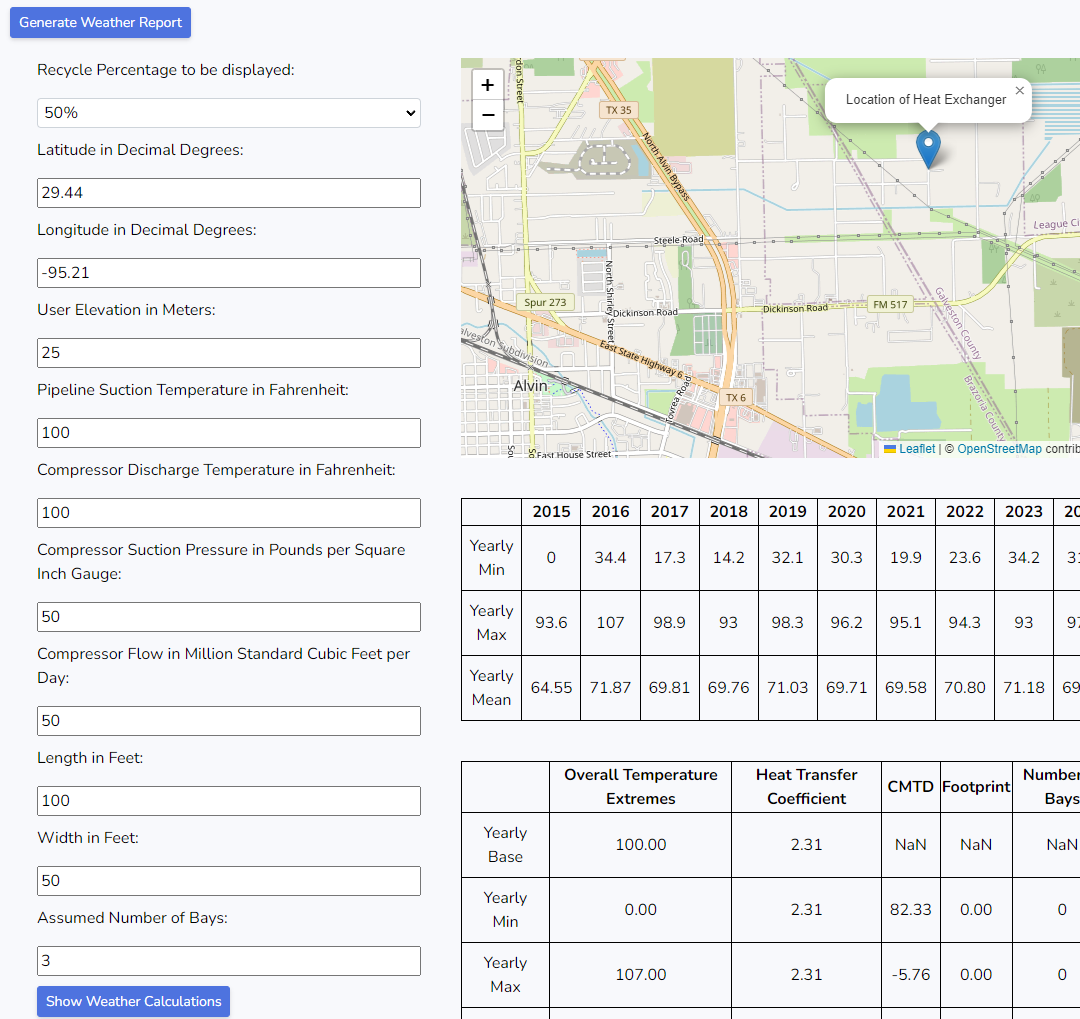 Generate Weather Report
Recycle Percentage to be displayed:
50%
Latitude in Decimal Degrees:
29.44
Longitude in Decimal Degrees:
-95.21
User Elevation in Meters:
25
Pipeline Suction Temperature in Fahrenheit:
100
Compressor Discharge Temperature in Fahrenheit:
100
Compressor Suction Pressure in Pounds per Square
Inch Gauge:
50
Compressor Flow in Million Standard Cubic Feet per
Day:
50
Length in Feet:
100
Width in Feet:
50
Assumed Number of Bays:
3
Show Weather Calculations
+
−
Location of Heat Exchanger ×
TX 35
North Alvin Bypass
Steele Road
League Ci
North Shirley Street
Spur 273
Dickinson Road
Dickinson Road
FM 517
Galveston County
Brazoria County
East State Highway 6
Alvin
TX 6
East House Street
Leaflet | © OpenStreetMap contrib
2015 2016 2017 2018 2019 2020 2021 2022 2023 20
Yearly Min 0 34.4 17.3 14.2 32.1 30.3 19.9 23.6 34.2 31
Yearly Max 93.6 107 98.9 93 98.3 96.2 95.1 94.3 93 97
Yearly Mean 64.55 71.87 69.81 69.76 71.03 69.71 69.58 70.80 71.18 69
Overall Temperature Extremes Heat Transfer Coefficient CMTD Footprint Number Bays
Yearly Base 100.00 2.31 NaN NaN NaN
Yearly Min 0.00 2.31 82.33 0.00 0
Yearly Max 107.00 2.31 -5.76 0.00 0